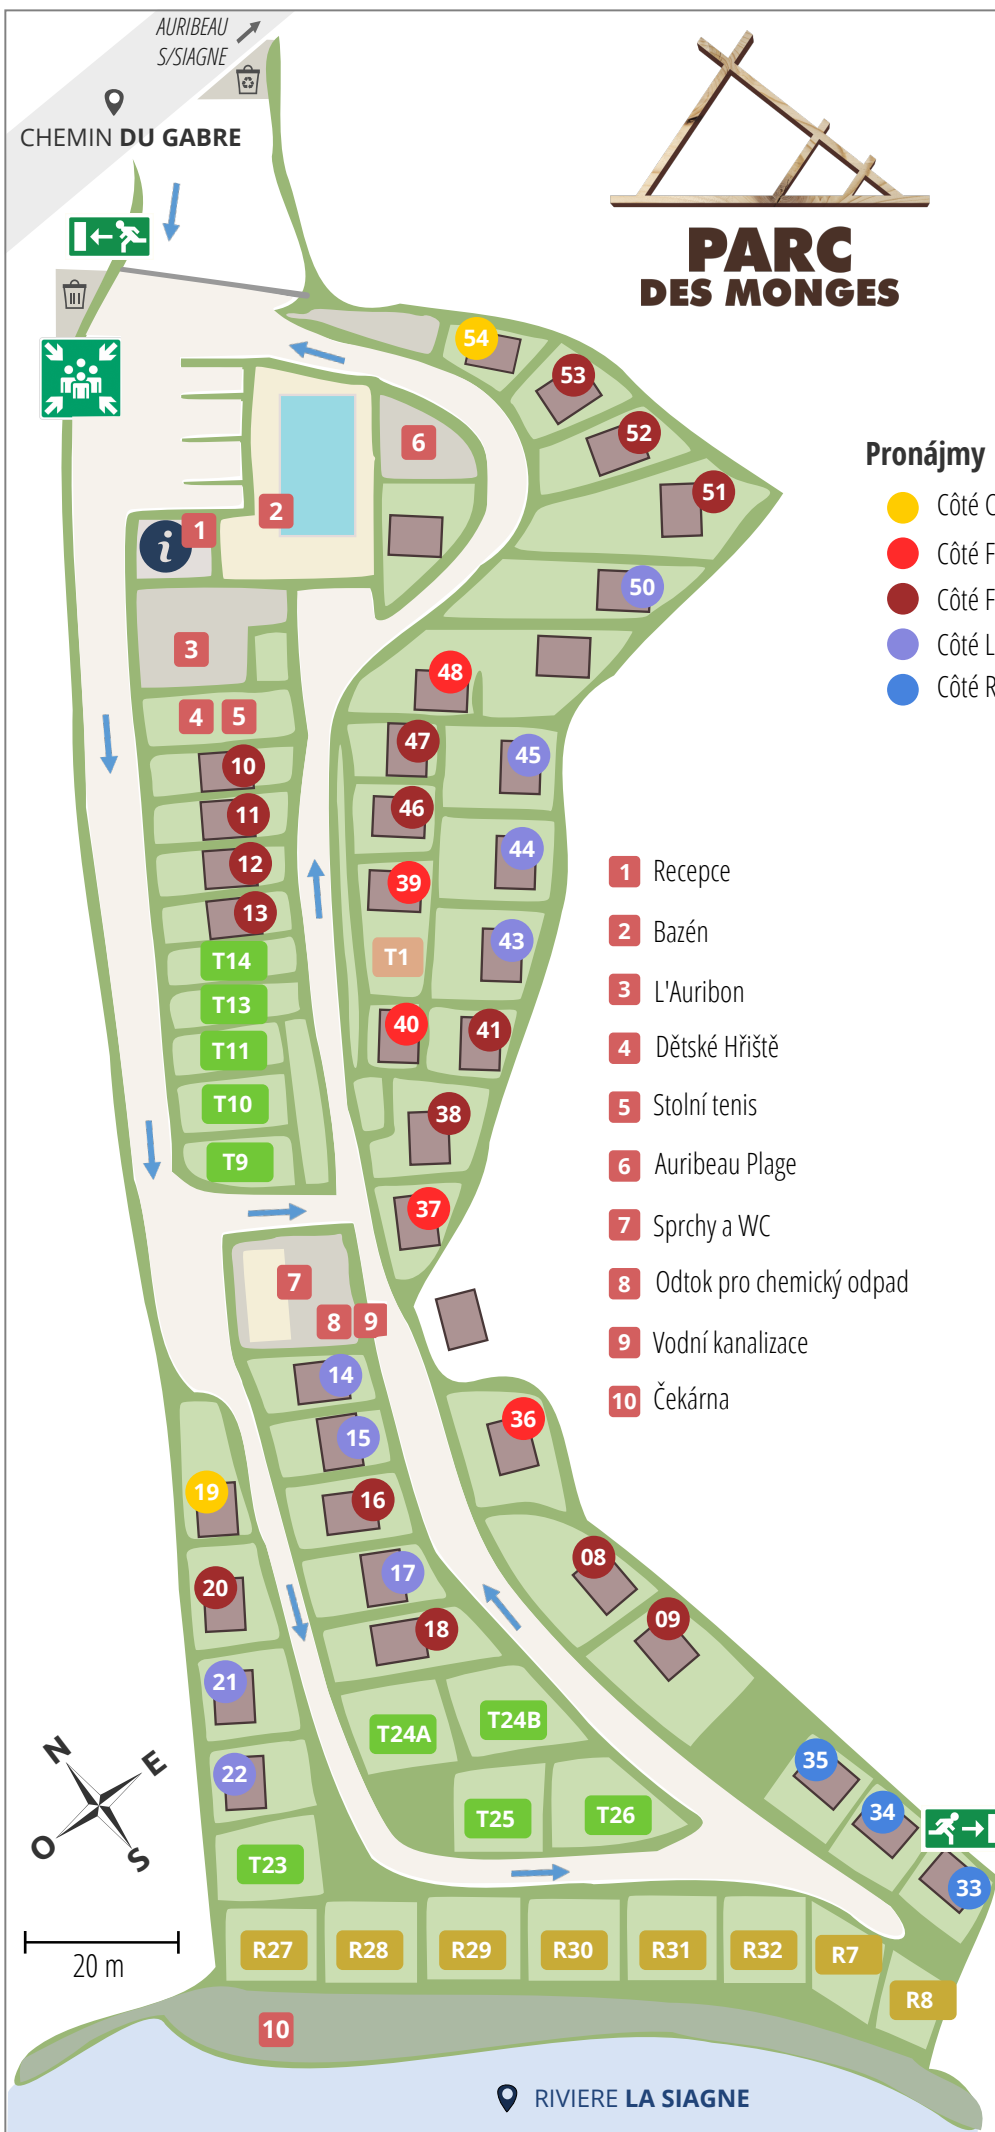 AURIBEAU
S/SIAGNE
CHEMIN DU GABRE
PARC
DES MONGES
54
53
52
51
6
2
1
i
50
3
48
4 5
47
45
10
46
11
44
12
39
13
43
T14
T1
T13
40
41
T11
T10
38
T9
37
7
8 9
14
36
15
19
16
08
17
20
09
18
21
T24A
T24B
35
22
34
T25
T26
T23
33
R27 R28 R29 R30 R31 R32 R7
R8
10
N
E
O
S
20 m
Pronájmy
Côté
Côté F
Côté F
Côté L
Côté R
1 Recepce
2 Bazén
3 L'Auribon
4 Dětské Hřiště
5 Stolní tenis
6 Auribeau Plage
7 Sprchy a WC
8 Odtok pro chemický odpad
9 Vodní kanalizace
10 Čekárna
RIVIERE LA SIAGNE